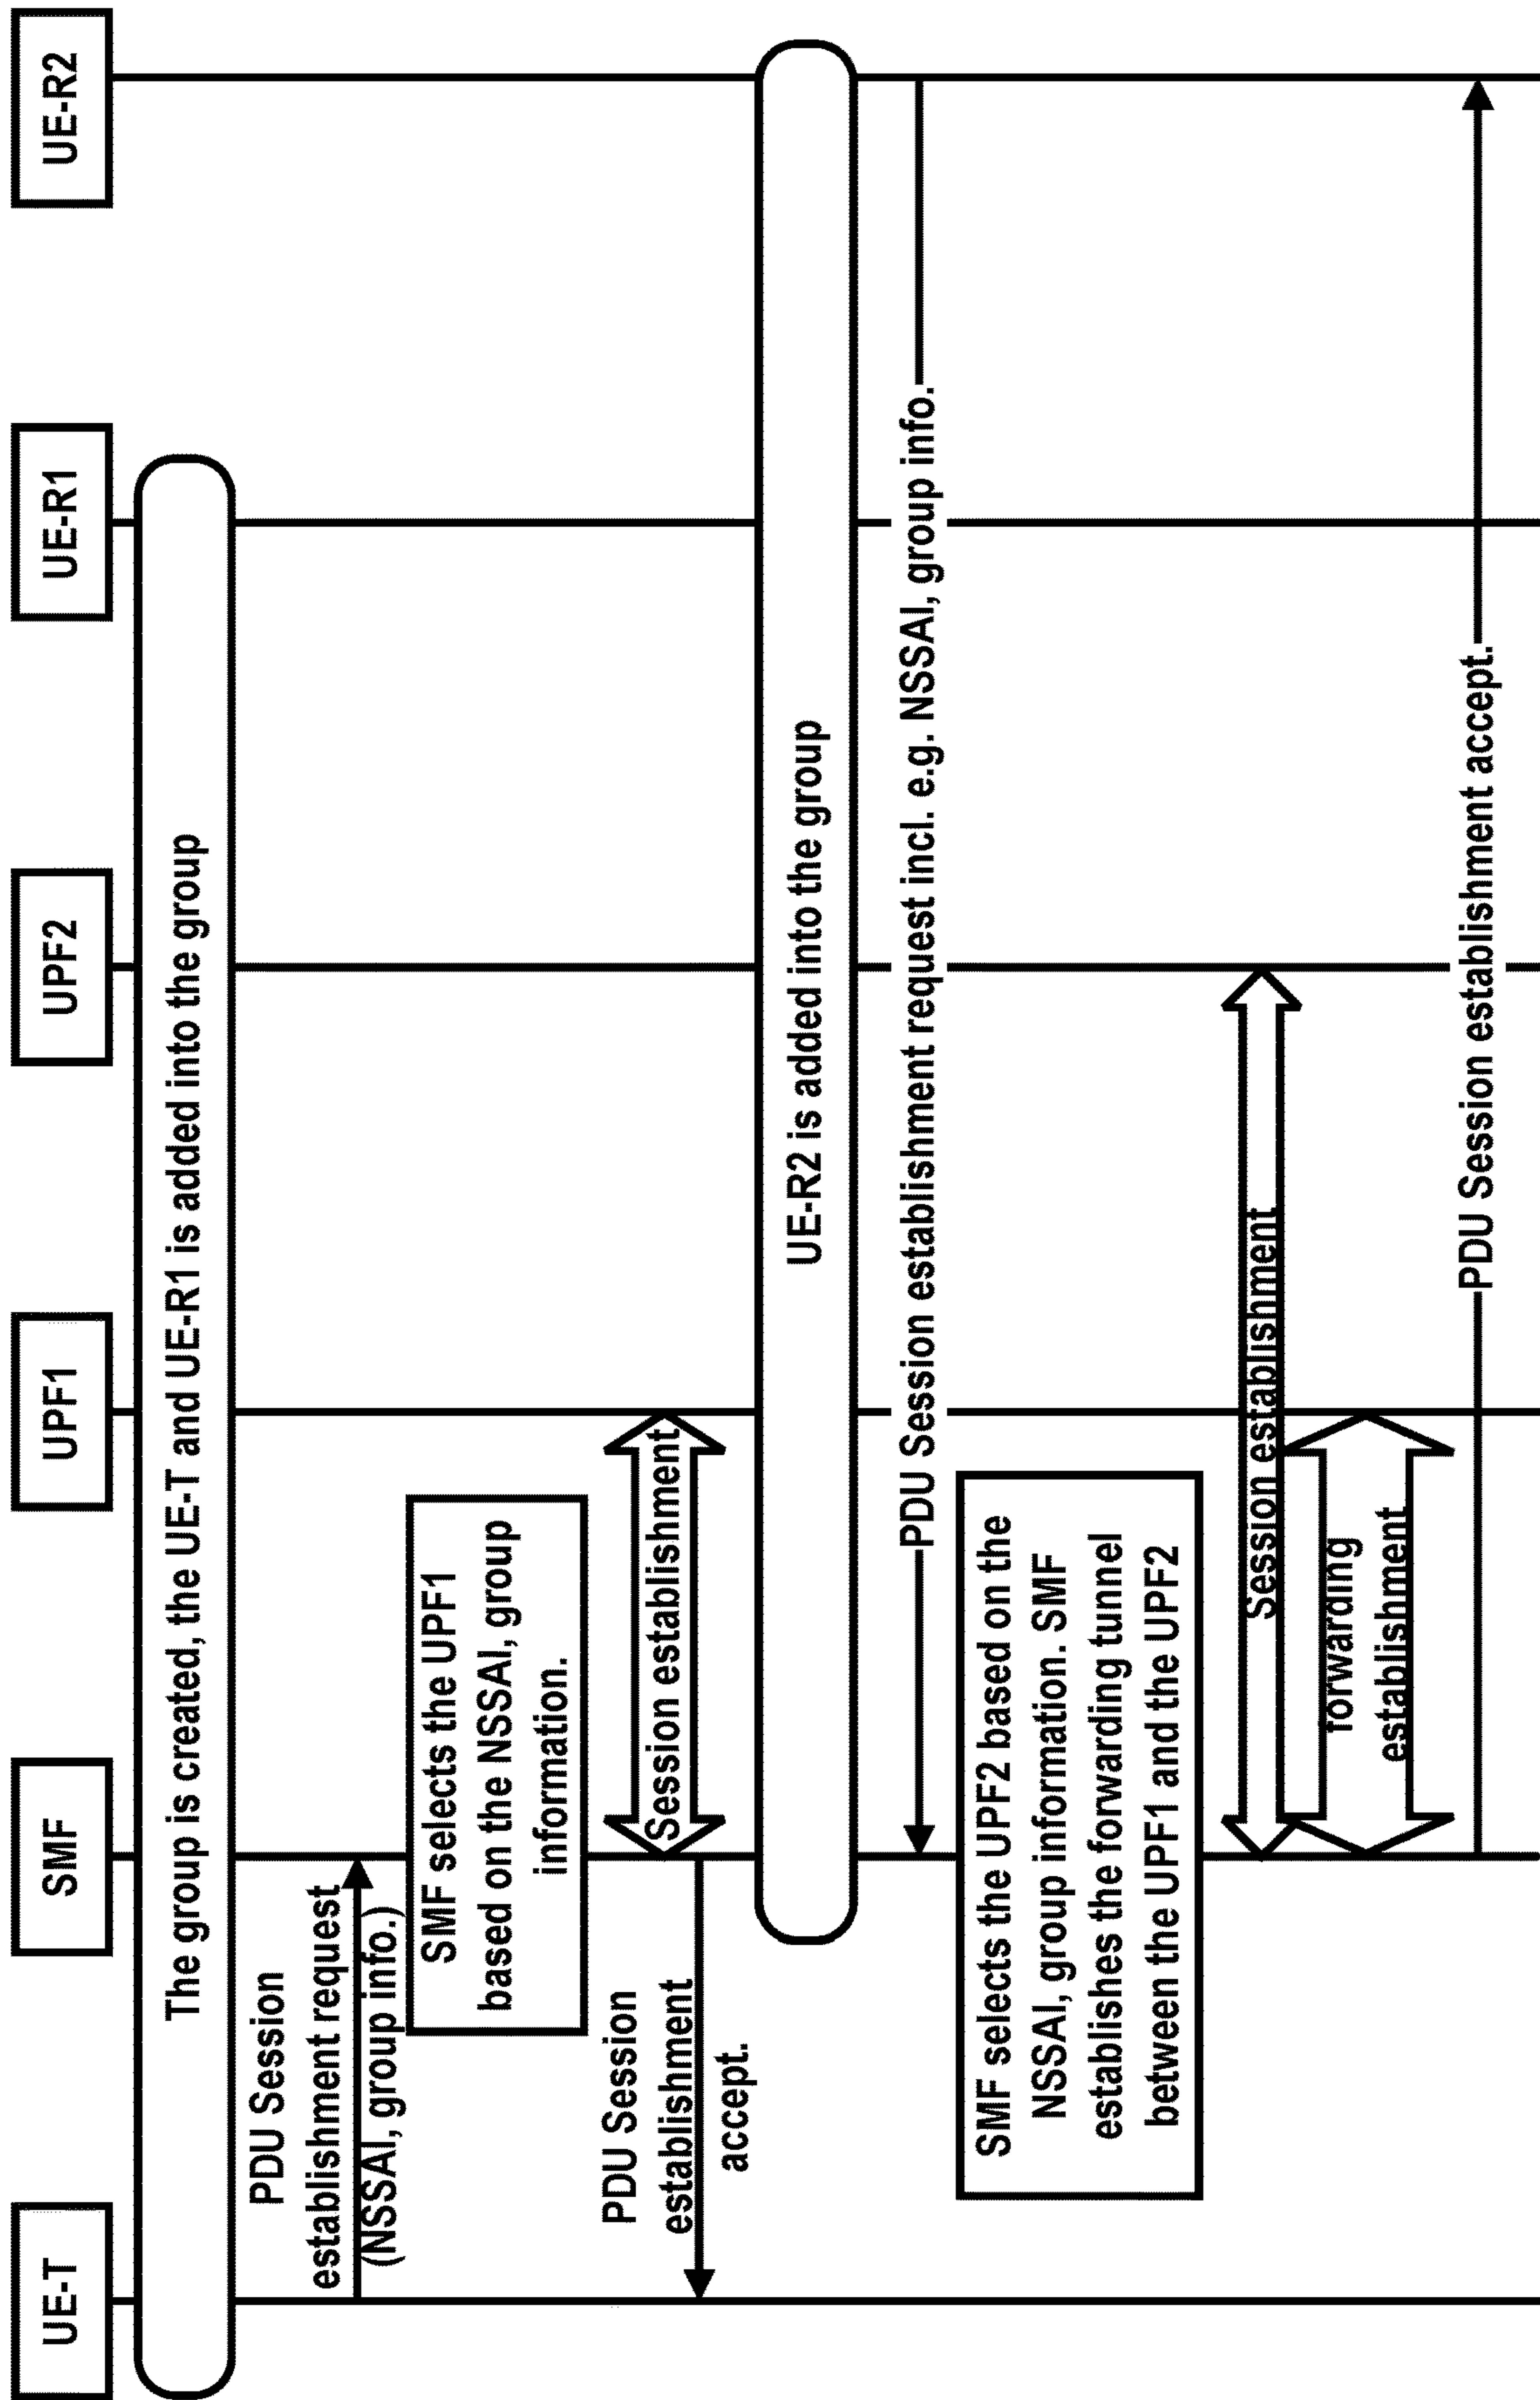 UE-T
SMF
UPF1
UPF2
UE-R1
UE-R2
The group is created, the UE-T and UE-R1 is added into the group
PDU Session
establishment request
(NSSAI, group info.)
SMF selects the UPF1
based on the NSSAI, group
information.
Session establishment
PDU Session
establishment
accept.
UE-R2 is added into the group
PDU Session establishment request incl. e.g. NSSAI, group info.
SMF selects the UPF2 based on the
NSSAI, group information. SMF
establishes the forwarding tunnel
between the UPF1 and the UPF2
Session establishment
forwarding
establishment
PDU Session establishment accept.